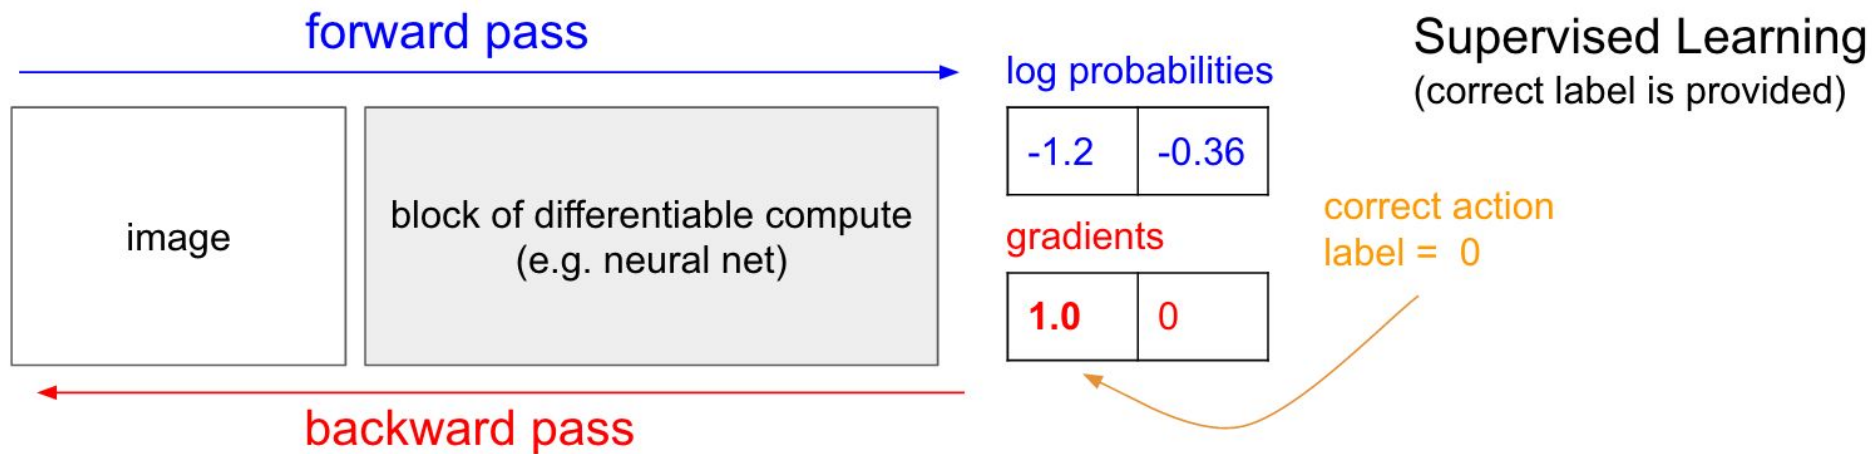 forward pass
Supervised Learning
(correct label is provided)
log probabilities
-1.2 -0.36
image
block of differentiable compute
(e.g. neural net)
gradients
1.0 0
correct action
label = 0
backward pass